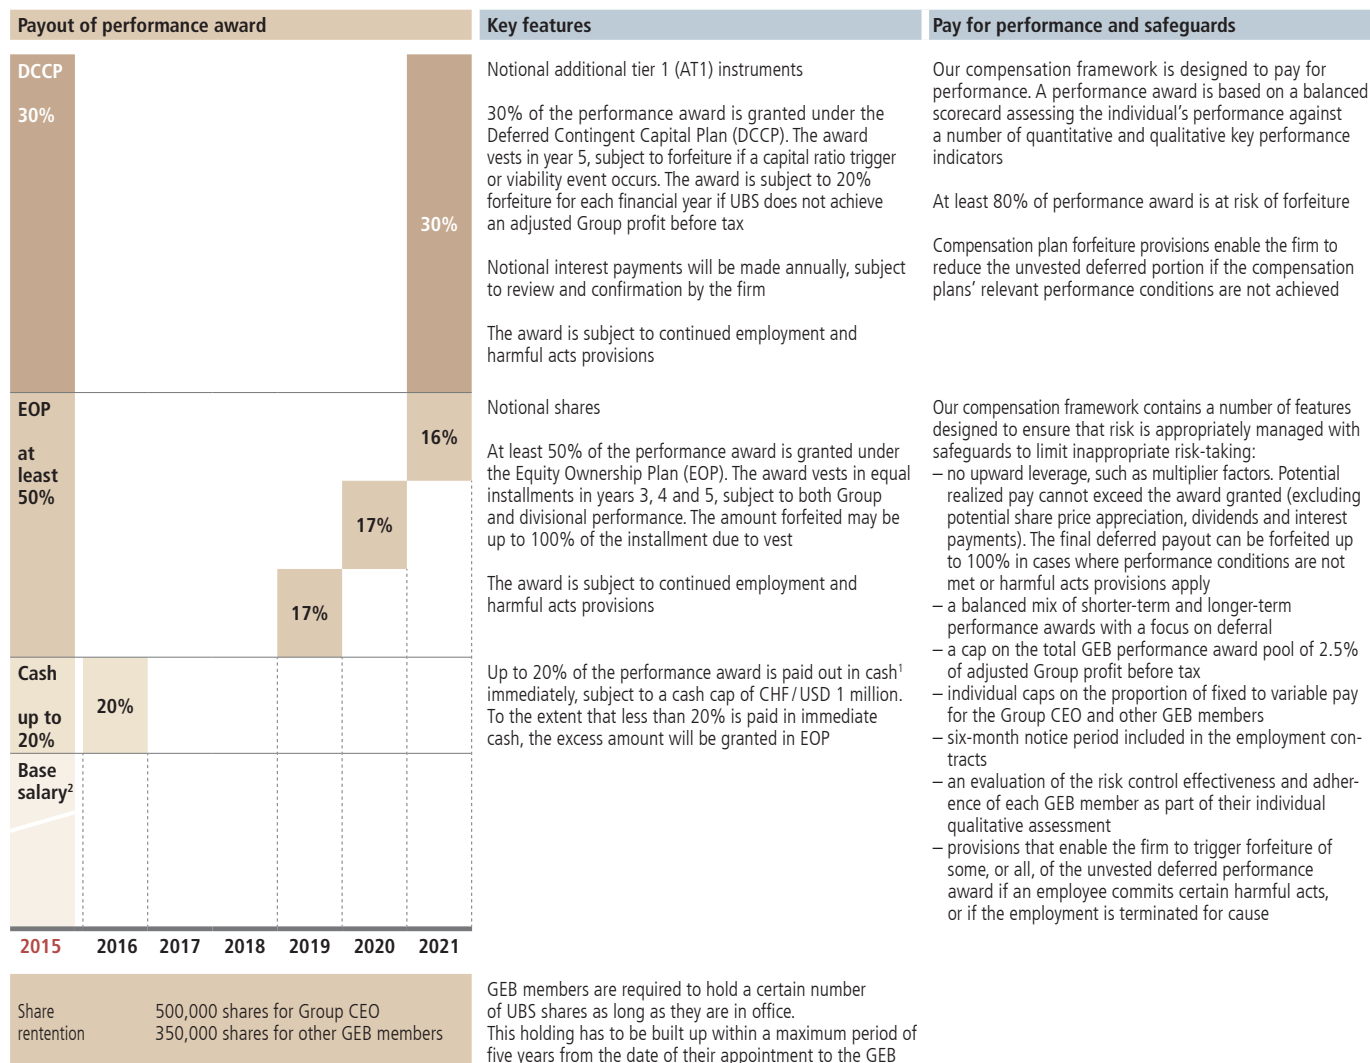 Payout of performance award
DCCP
30%
30%
EOP
at
least
50%
16%
17%
17%
Cash
up to
20%
20%
Base
salary2
2015 2016 2017 2018 2019 2020 2021
Share 500,000 shares for Group CEO
rentention 350,000 shares for other GEB members
Key features
Notional additional tier 1 (AT1) instruments
30% of the performance award is granted under the
Deferred Contingent Capital Plan (DCCP). The award
vests in year 5, subject to forfeiture if a capital ratio trigger
or viability event occurs. The award is subject to 20%
forfeiture for each financial year if UBS does not achieve
an adjusted Group profit before tax
Notional interest payments will be made annually, subject
to review and confirmation by the firm
The award is subject to continued employment and
harmful acts provisions
Notional shares
At least 50% of the performance award is granted under
the Equity Ownership Plan (EOP). The award vests in equal
installments in years 3, 4 and 5, subject to both Group
and divisional performance. The amount forfeited may be
up to 100% of the installment due to vest
The award is subject to continued employment and
harmful acts provisions
Up to 20% of the performance award is paid out in cash1
immediately, subject to a cash cap of CHF / USD 1 million.
To the extent that less than 20% is paid in immediate
cash, the excess amount will be granted in EOP
GEB members are required to hold a certain number
of UBS shares as long as they are in office.
This holding has to be built up within a maximum period of
five years from the date of their appointment to the GEB
Pay for performance and safeguards
Our compensation framework is designed to pay for
performance. A performance award is based on a balanced
scorecard assessing the individual's performance against
a number of quantitative and qualitative key performance
indicators
At least 80% of performance award is at risk of forfeiture
Compensation plan forfeiture provisions enable the firm to
reduce the unvested deferred portion if the compensation
plans' relevant performance conditions are not achieved
Our compensation framework contains a number of features
designed to ensure that risk is appropriately managed with
safeguards to limit inappropriate risk-taking:
– no upward leverage, such as multiplier factors. Potential
realized pay cannot exceed the award granted (excluding
potential share price appreciation, dividends and interest
payments). The final deferred payout can be forfeited up
to 100% in cases where performance conditions are not
met or harmful acts provisions apply
– a balanced mix of shorter-term and longer-term
performance awards with a focus on deferral
– a cap on the total GEB performance award pool of 2.5%
of adjusted Group profit before tax
– individual caps on the proportion of fixed to variable pay
for the Group CEO and other GEB members
– six-month notice period included in the employment con-
tracts
– an evaluation of the risk control effectiveness and adher-
ence of each GEB member as part of their individual
qualitative assessment
– provisions that enable the firm to trigger forfeiture of
some, or all, of the unvested deferred performance
award if an employee commits certain harmful acts,
or if the employment is terminated for cause